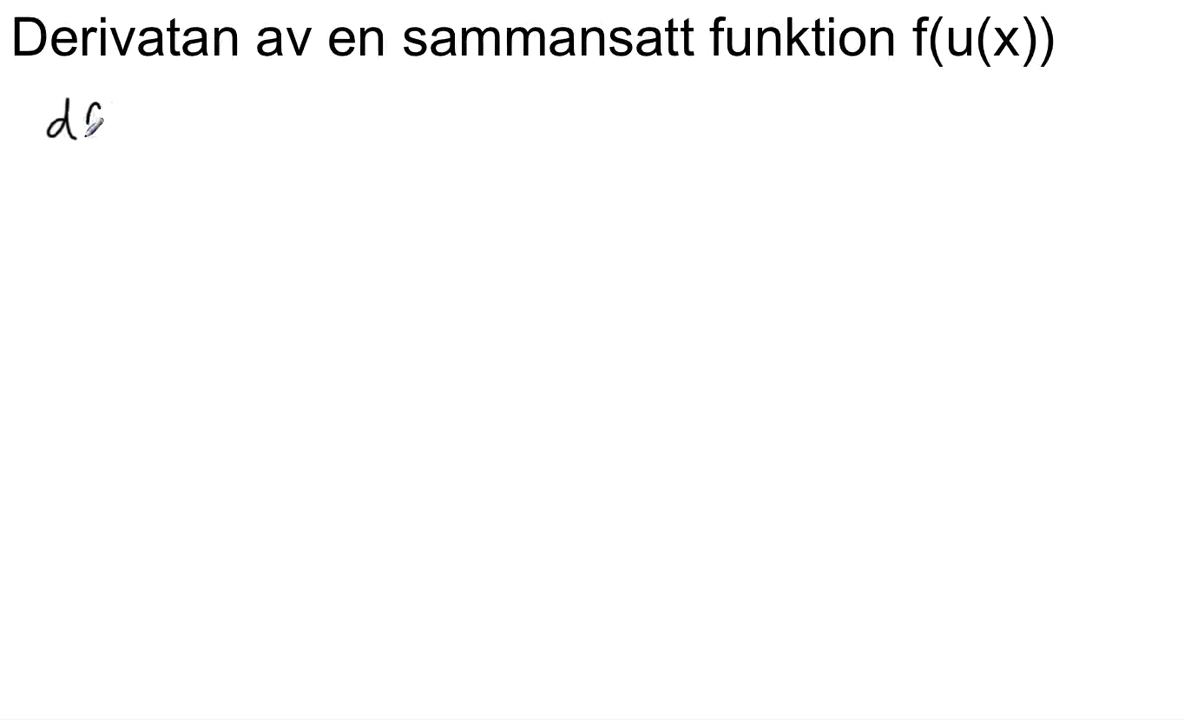 Derivatan av en sammansatt funktion f(u(x))
d